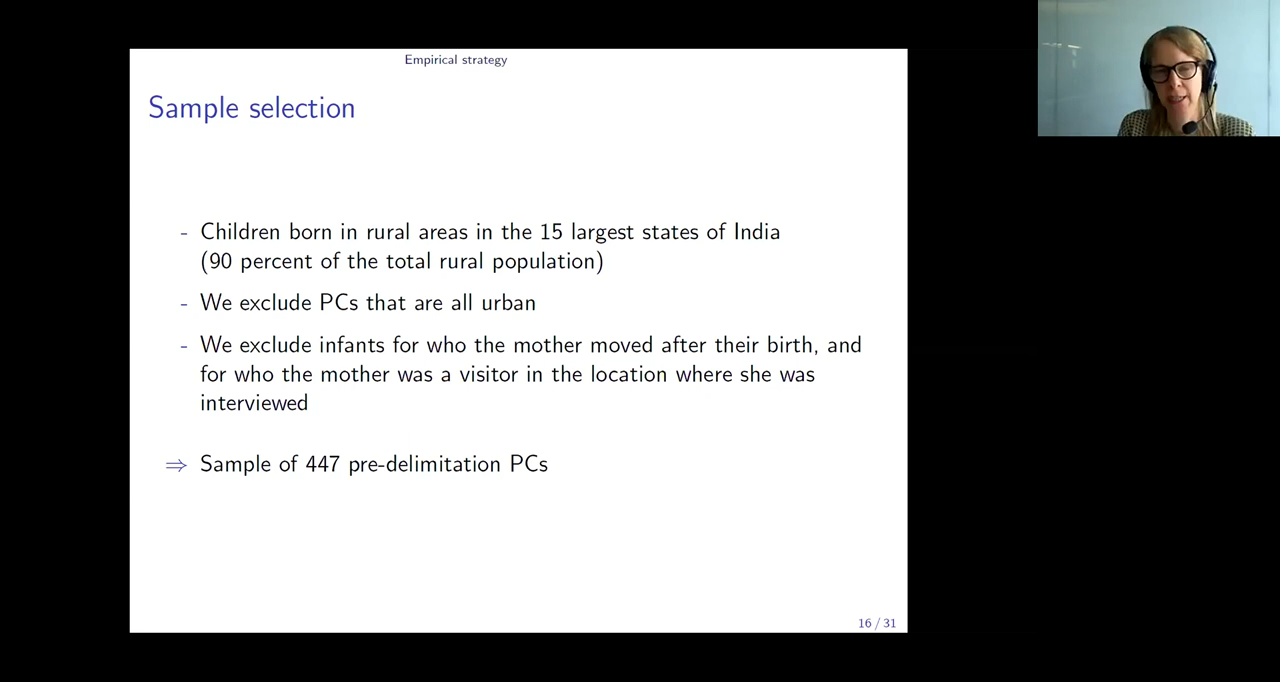 Empirical strategy
Sample selection
- Children born in rural areas in the 15 largest states of India
(90 percent of the total rural population)
- We exclude PCs that are all urban
- We exclude infants for who the mother moved after their birth, and
for who the mother was a visitor in the location where she was
interviewed
⇒ Sample of 447 pre-delimitation PCs
16 / 31